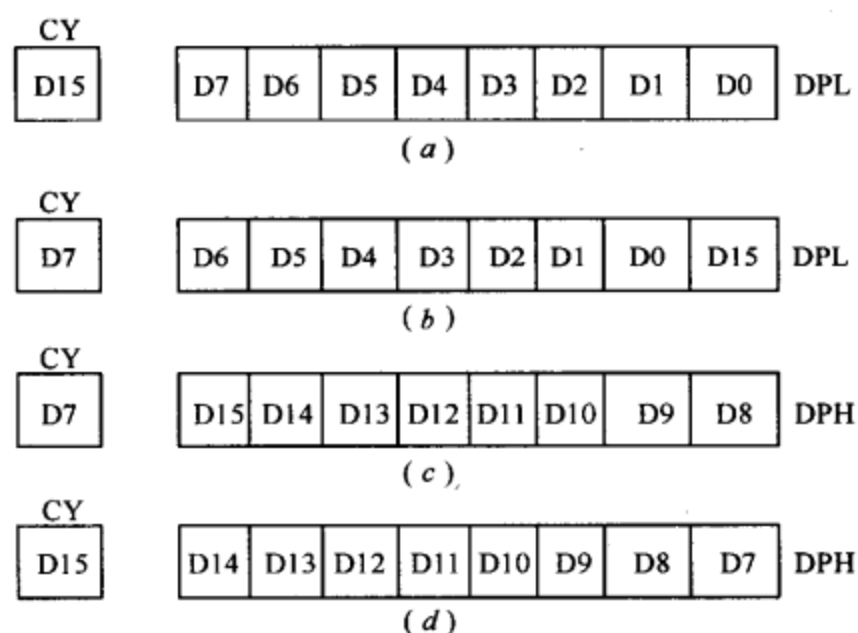 CY
D15 D7 D6 D5 D4 D3 D2 D1 D0 DPL
(a)
CY
D7 D6 D5 D4 D3 D2 D1 D0 D15 DPL
(b)
CY
D7 D15 D14 D13 D12 D11 D10 D9 D8 DPH
(c)
CY
D15 D14 D13 D12 D11 D10 D9 D8 D7 DPH
(d)